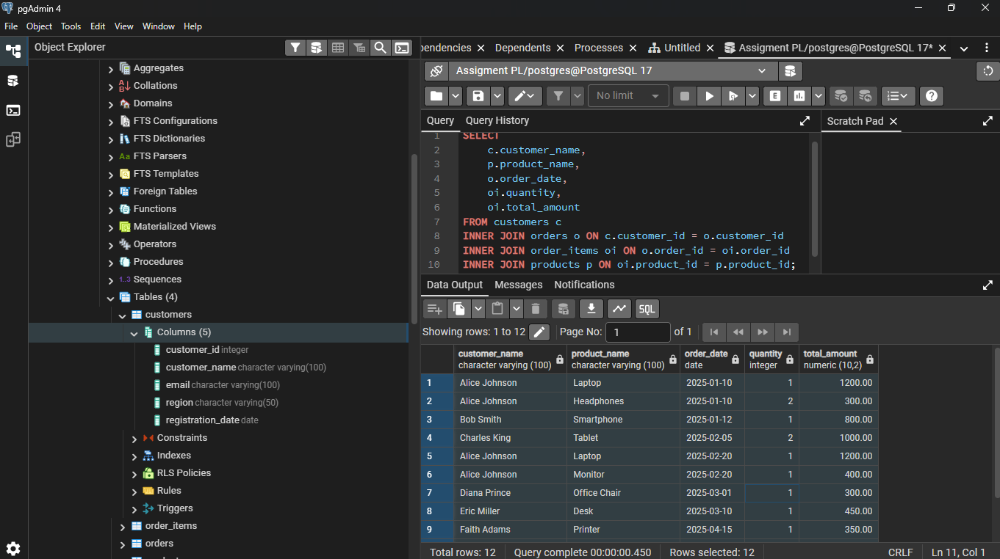 pgAdmin 4
File Object Tools Edit View Window Help
Object Explorer
Aggregates
Collations
Domains
FTS Configurations
FTS Dictionaries
Aa FTS Parsers
FTS Templates
Foreign Tables
Functions
Materialized Views
Operators
Procedures
1..3 Sequences
Tables (4)
customers
Columns (5)
customer_id integer
customer_name character varying(100)
email character varying(100)
region character varying(50)
registration_date date
Constraints
Indexes
RLS Policies
Rules
Triggers
order_items
orders
pendencies Dependents Processes Untitled Assigment PL/postgres@PostgreSQL 17*
Assigment PL/postgres@PostgreSQL 17
No limit E
Query Query History
Scratch Pad
1 SELECT
2 c.customer_name,
3 p.product_name,
4 o.order_date,
5 oi.quantity,
6 oi.total_amount
7 FROM customers c
8 INNER JOIN orders o ON c.customer_id = o.customer_id
9 INNER JOIN order_items oi ON o.order_id = oi.order_id
10 INNER JOIN products p ON oi.product_id = p.product_id;
Data Output Messages Notifications
SQL
Showing rows: 1 to 12 Page No: 1 of 1
customer_name product_name order_date quantity total_amount
character varying (100) character varying (100) date integer numeric (10,2)
1 Alice Johnson Laptop 2025-01-10 1 1200.00
2 Alice Johnson Headphones 2025-01-10 2 300.00
3 Bob Smith Smartphone 2025-01-12 1 800.00
4 Charles King Tablet 2025-02-05 2 1000.00
5 Alice Johnson Laptop 2025-02-20 1 1200.00
6 Alice Johnson Monitor 2025-02-20 1 400.00
7 Diana Prince Office Chair 2025-03-01 1 300.00
8 Eric Miller Desk 2025-03-10 1 450.00
9 Faith Adams Printer 2025-04-15 1 350.00
Total rows: 12 Query complete 00:00:00.450 Rows selected: 12 CRLF Ln 11, Col 1